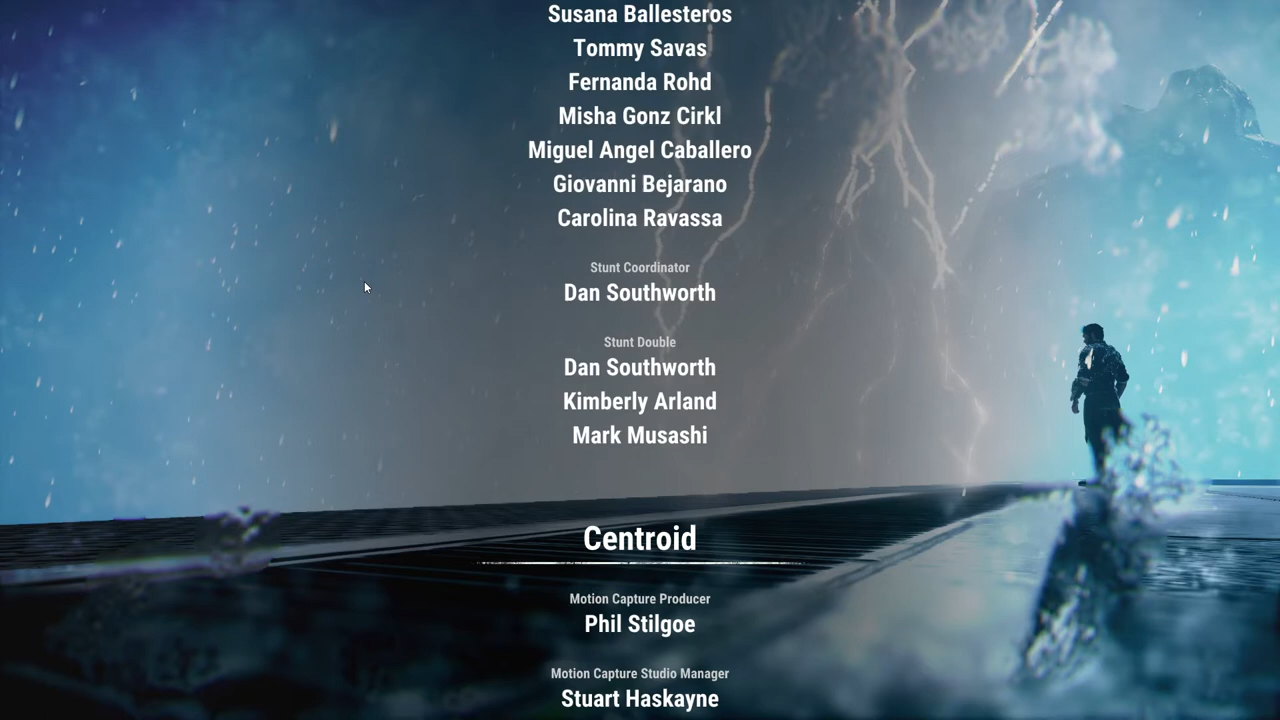 Susana Ballesteros
Tommy Savas
Fernanda Rohd
Misha Gonz Cirkl
Miguel Angel Caballero
Giovanni Bejarano
Carolina Ravassa
Stunt Coordinator
Dan Southworth
Stunt Double
Dan Southworth
Kimberly Arland
Mark Musashi
Centroid
Motion Capture Producer
Phil Stilgoe
Motion Capture Studio Manager
Stuart Haskayne